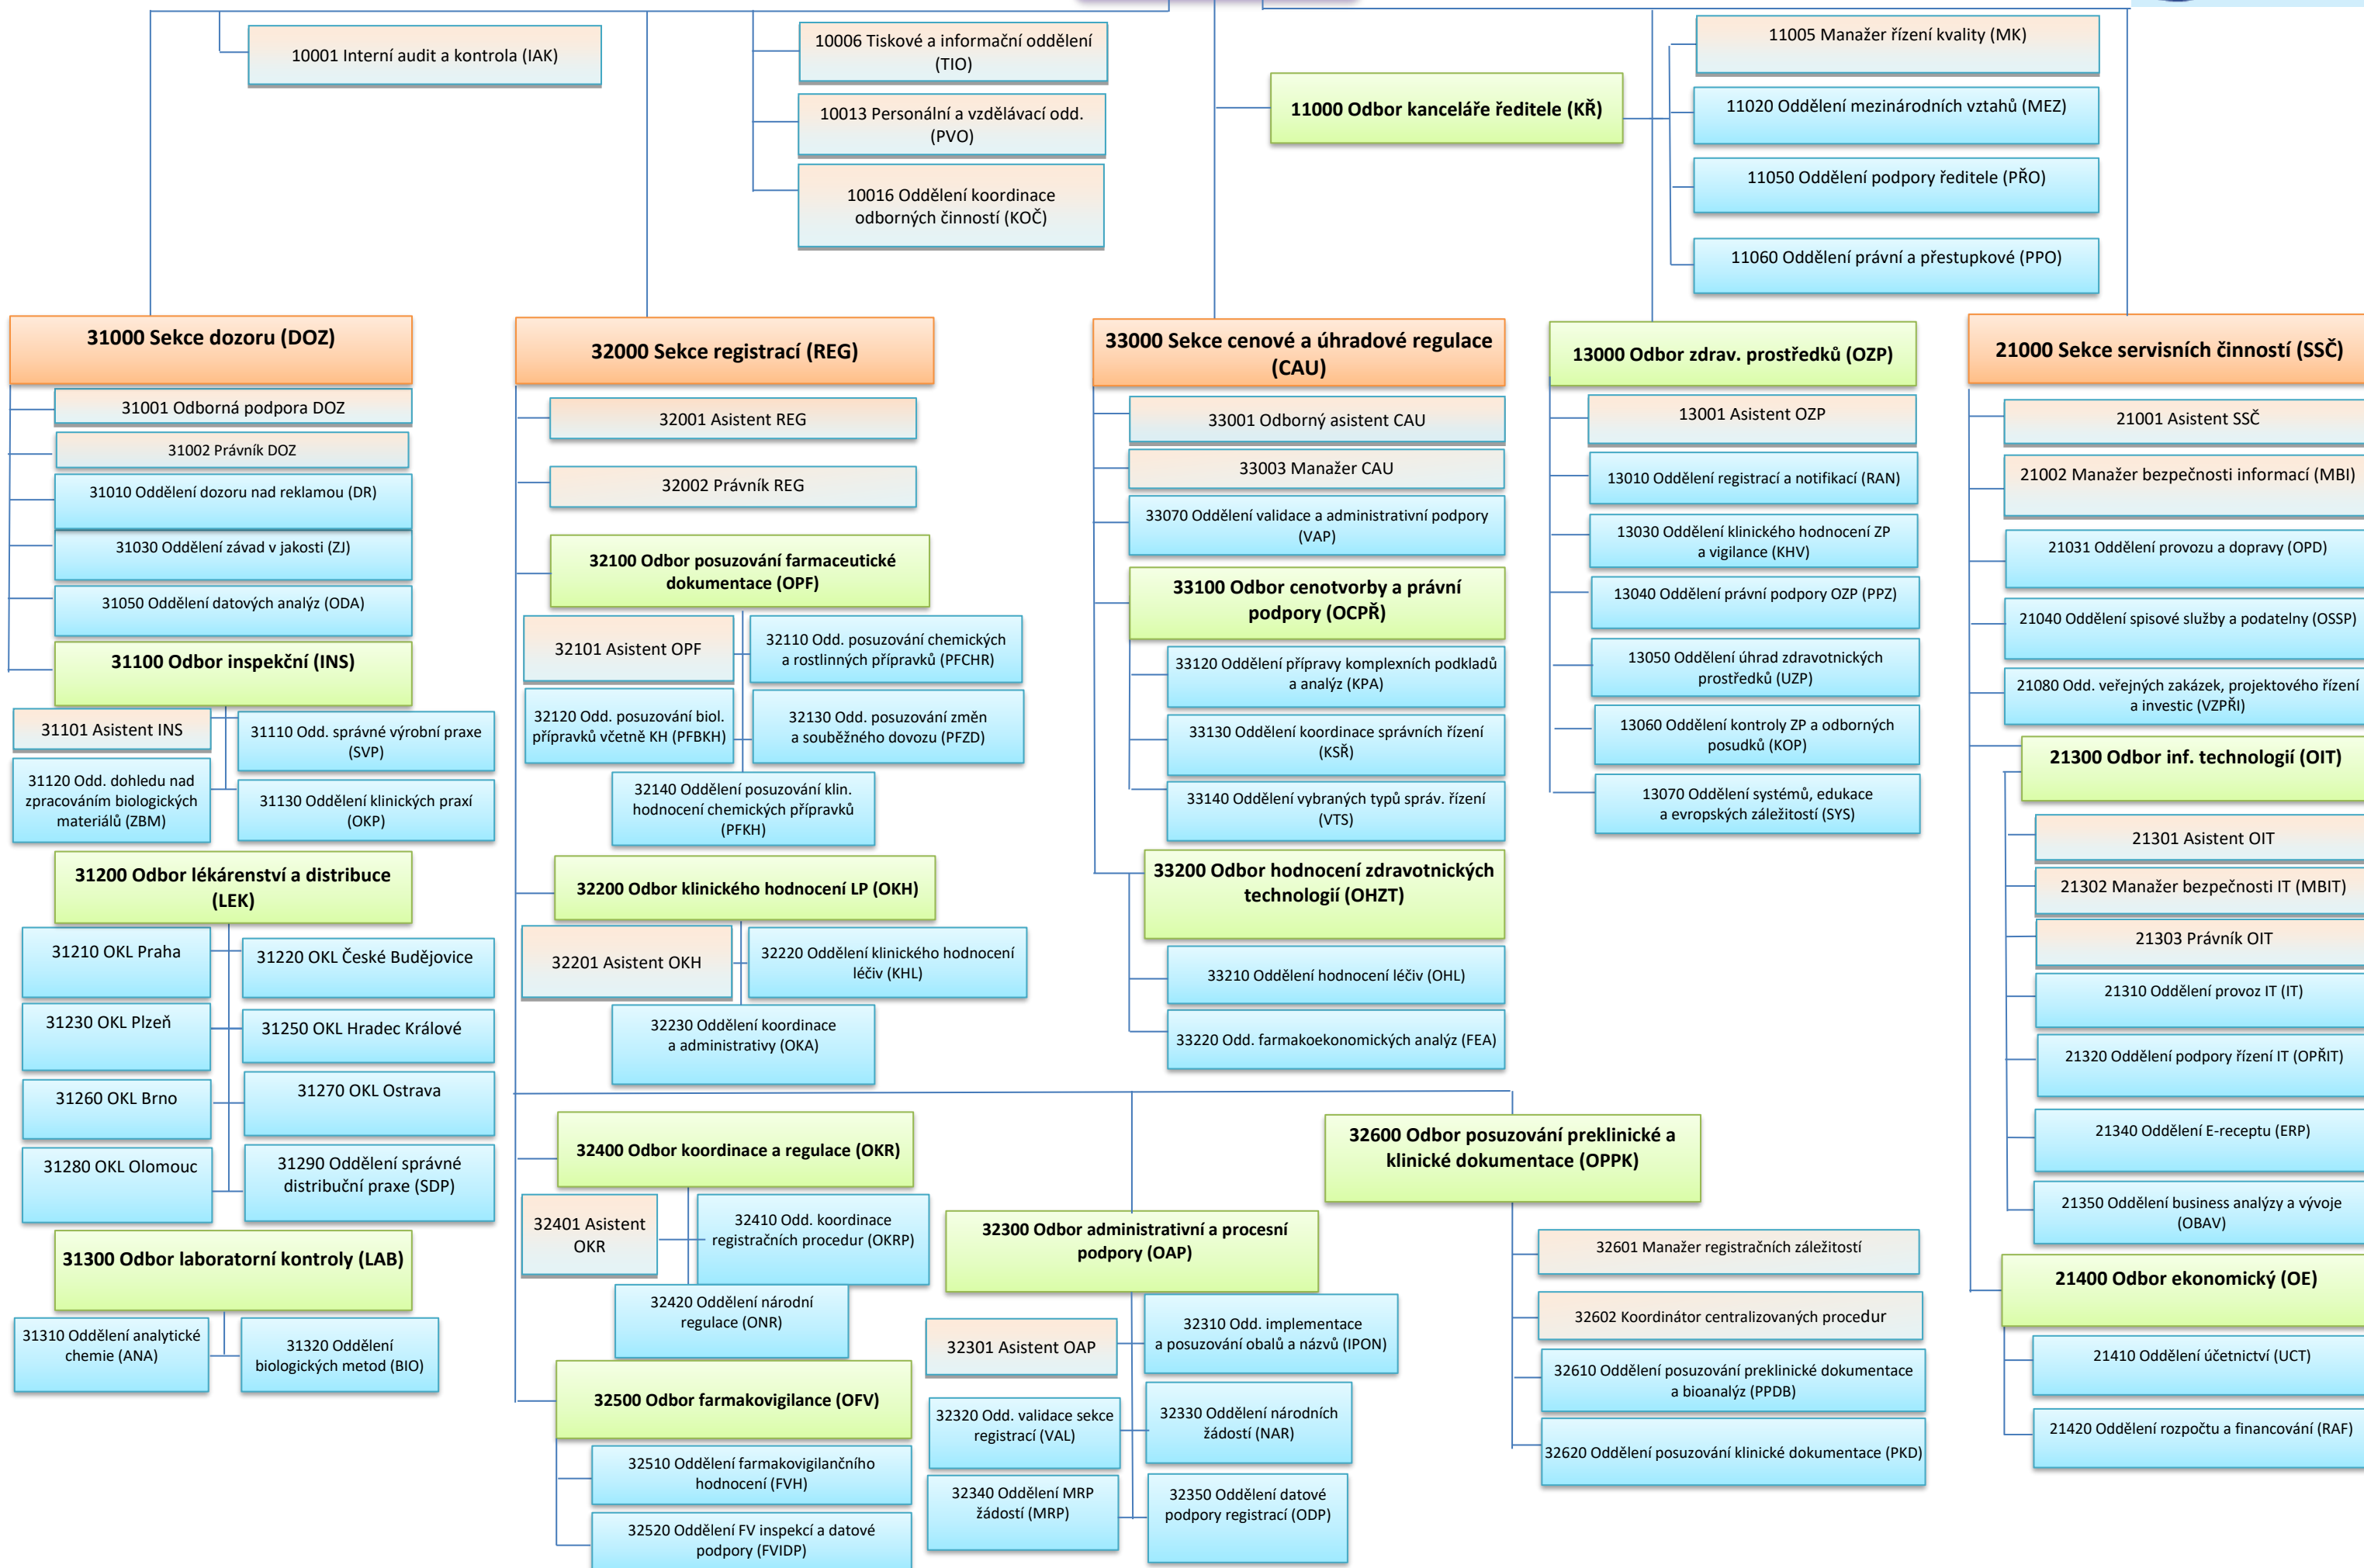 10001 Interní audit a kontrola (IAK)
10006 Tiskové a informační oddělení
(TIO)
10013 Personální a vzdělávací odd.
(PVO)
10016 Oddělení koordinace
odborných činností (KOČ)
11000 Odbor kanceláře ředitele (KŘ)
11005 Manažer řízení kvality (MK)
11020 Oddělení mezinárodních vztahů (MEZ)
11050 Oddělení podpory ředitele (PŘO)
11060 Oddělení právní a přestupkové (PPO)
31000 Sekce dozoru (DOZ)
31001 Odborná podpora DOZ
31002 Právník DOZ
31010 Oddělení dozoru nad reklamou (DR)
31030 Oddělení závad v jakosti (ZJ)
31050 Oddělení datových analýz (ODA)
31100 Odbor inspekční (INS)
31101 Asistent INS
31110 Odd. správné výrobní praxe
(SVP)
31120 Odd. dohledu nad
zpracováním biologických
materiálů (ZBM)
31130 Oddělení klinických praxí
(OKP)
31200 Odbor lékárenství a distribuce
(LEK)
31210 OKL Praha
31220 OKL České Budějovice
31230 OKL Plzeň
31250 OKL Hradec Králové
31260 OKL Brno
31270 OKL Ostrava
31280 OKL Olomouc
31290 Oddělení správné
distribuční praxe (SDP)
31300 Odbor laboratorní kontroly (LAB)
31310 Oddělení analytické
chemie (ANA)
31320 Oddělení
biologických metod (BIO)
32000 Sekce registrací (REG)
32001 Asistent REG
32002 Právník REG
32100 Odbor posuzování farmaceutické
dokumentace (OPF)
32101 Asistent OPF
32110 Odd. posuzování chemických
a rostlinných přípravků (PFCHR)
32120 Odd. posuzování biol.
přípravků včetně KH (PFBKH)
32130 Odd. posuzování změn
a souběžného dovozu (PFZD)
32140 Oddělení posuzování klin.
hodnocení chemických přípravků
(PFKH)
32200 Odbor klinického hodnocení LP (OKH)
32201 Asistent OKH
32220 Oddělení klinického hodnocení
léčiv (KHL)
32230 Oddělení koordinace
a administrativy (OKA)
32400 Odbor koordinace a regulace (OKR)
32401 Asistent
OKR
32410 Odd. koordinace
registračních procedur (OKRP)
32420 Oddělení národní
regulace (ONR)
32500 Odbor farmakovigilance (OFV)
32510 Oddělení farmakovigilančního
hodnocení (FVH)
32520 Oddělení FV inspekcí a datové
podpory (FVIDP)
32300 Odbor administrativní a procesní
podpory (OAP)
32301 Asistent OAP
32310 Odd. implementace
a posuzování obalů a názvů (IPON)
32320 Odd. validace sekce
registrací (VAL)
32330 Oddělení národních
žádostí (NAR)
32340 Oddělení MRP
žádostí (MRP)
32350 Oddělení datové
podpory registrací (ODP)
32600 Odbor posuzování preklinické a
klinické dokumentace (OPPK)
32601 Manažer registračních záležitostí
32602 Koordinátor centralizovaných procedur
32610 Oddělení posuzování preklinické dokumentace
a bioanalýz (PPDB)
32620 Oddělení posuzování klinické dokumentace (PKD)
33000 Sekce cenové a úhradové regulace
(CAU)
33001 Odborný asistent CAU
33003 Manažer CAU
33070 Oddělení validace a administrativní podpory
(VAP)
33100 Odbor cenotvorby a právní
podpory (OCPŘ)
33120 Oddělení přípravy komplexních podkladů
a analýz (KPA)
33130 Oddělení koordinace správních řízení
(KSŘ)
33140 Oddělení vybraných typů správ. řízení
(VTS)
33200 Odbor hodnocení zdravotnických
technologií (OHZT)
33210 Oddělení hodnocení léčiv (OHL)
33220 Odd. farmakoekonomických analýz (FEA)
13000 Odbor zdrav. prostředků (OZP)
13001 Asistent OZP
13010 Oddělení registrací a notifikací (RAN)
13030 Oddělení klinického hodnocení ZP
a vigilance (KHV)
13040 Oddělení právní podpory OZP (PPZ)
13050 Oddělení úhrad zdravotnických
prostředků (UZP)
13060 Oddělení kontroly ZP a odborných
posudků (KOP)
13070 Oddělení systémů, edukace
a evropských záležitostí (SYS)
21000 Sekce servisních činností (SSČ)
21001 Asistent SSČ
21002 Manažer bezpečnosti informací (MBI)
21031 Oddělení provozu a dopravy (OPD)
21040 Oddělení spisové služby a podatelny (OSSP)
21080 Odd. veřejných zakázek, projektového řízení
a investic (VZPŘI)
21300 Odbor inf. technologií (OIT)
21301 Asistent OIT
21302 Manažer bezpečnosti IT (MBIT)
21303 Právník OIT
21310 Oddělení provoz IT (IT)
21320 Oddělení podpory řízení IT (OPŘIT)
21340 Oddělení E-receptu (ERP)
21350 Oddělení business analýzy a vývoje
(OBAV)
21400 Odbor ekonomický (OE)
21410 Oddělení účetnictví (UCT)
21420 Oddělení rozpočtu a financování (RAF)